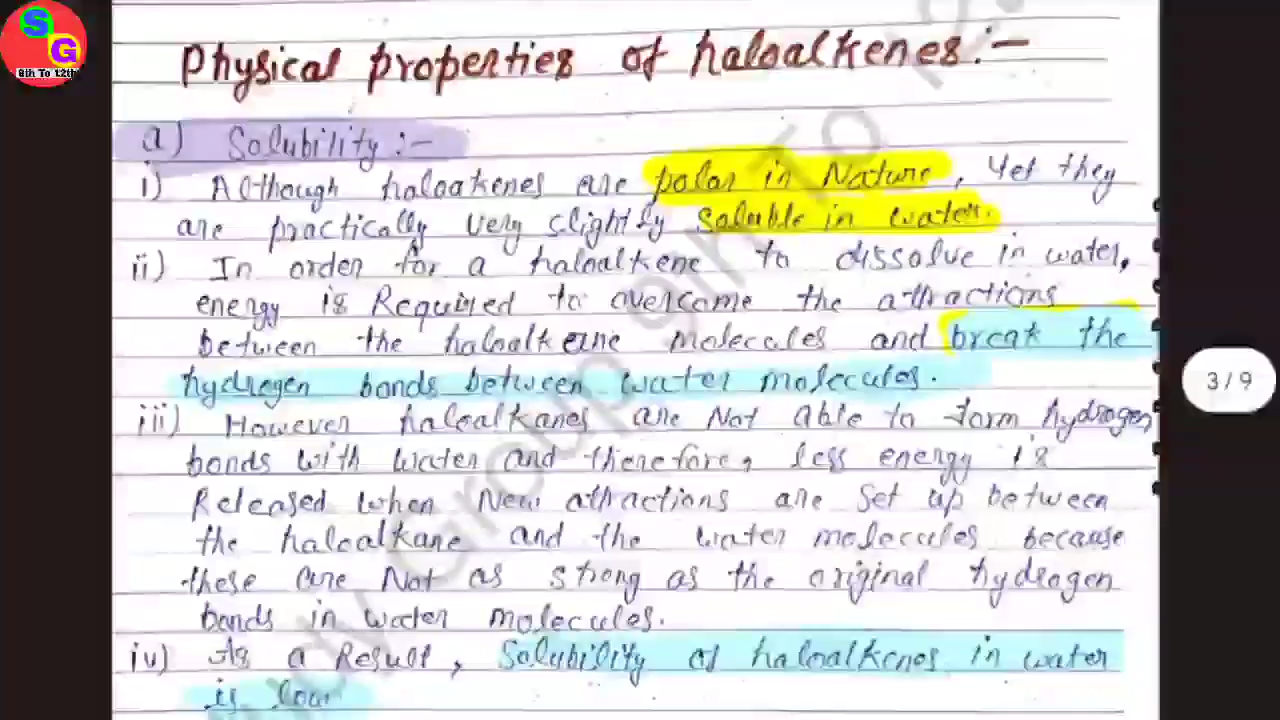 SG
8th To 12th
Physical properties of haloalkenes :-
a) Solubility :-
i) Although haloakenes are polar in Nature, Yet they
are practically very slightly soluble in water.
ii) In order for a haloalkene to dissolve in water,
energy is Required to overcome the attractions
between the haloalkene molecules and break the
hydrogen bonds between water molecules.
iii) However haloalkanes are Not able to form hydrogen
bonds with water and therefore, less energy is
Released when New attractions are set up between
the haloalkane and the water molecules because
these are Not as strong as the original hydrogen
bonds in water molecules.
iv) As a Result, Solubility of haloalkenes in water
is low
3 / 9